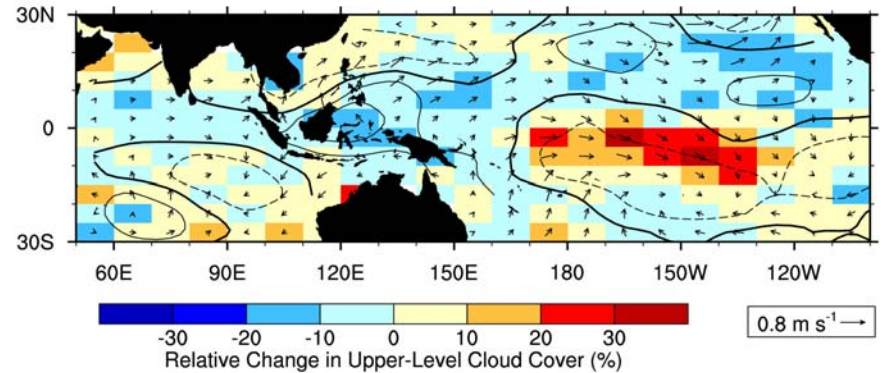 30N
0
30S
60E 90E 120E 150E 180 150W 120W
-30 -20 -10 0 10 20 30
0.8 m s⁻¹
Relative Change in Upper-Level Cloud Cover (%)